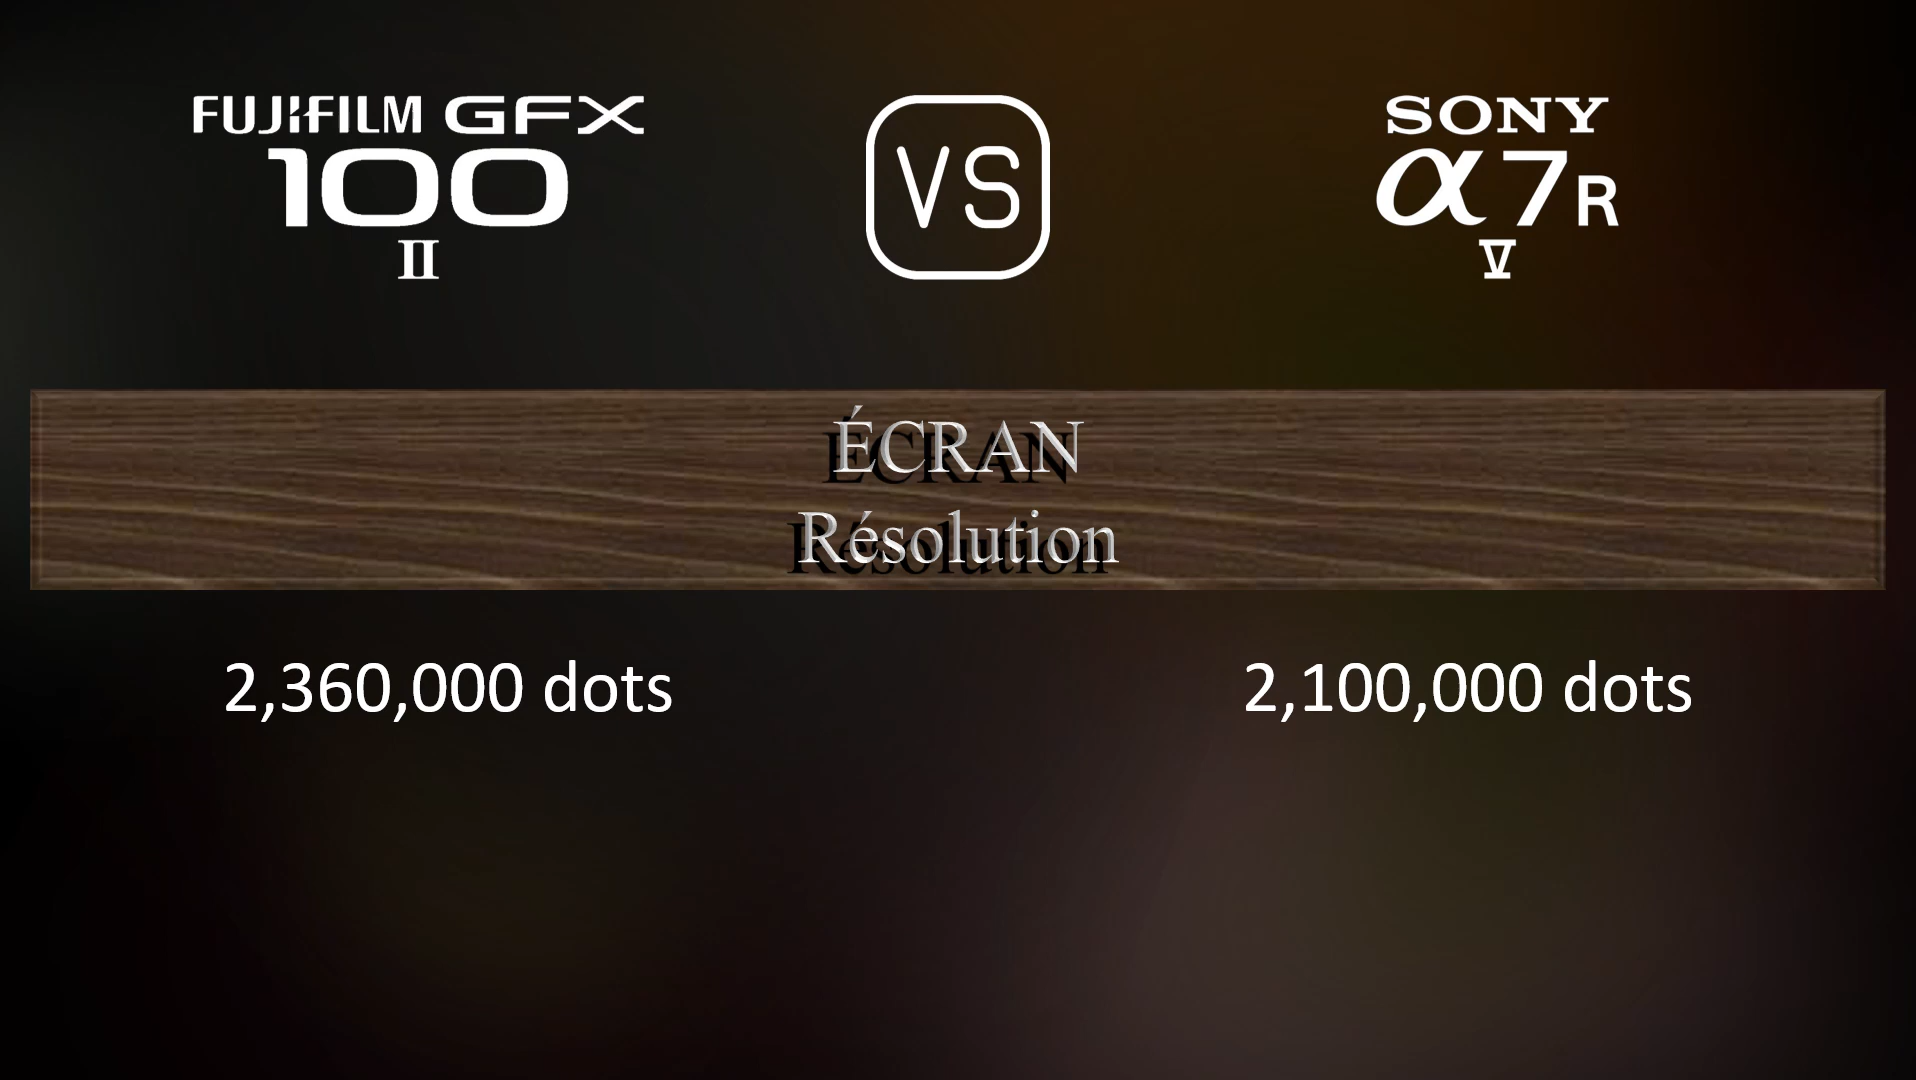 FUJIFILM GFX
100
II
VS
SONY
α7R
V
ÉCRAN
Résolution
2,360,000 dots
2,100,000 dots